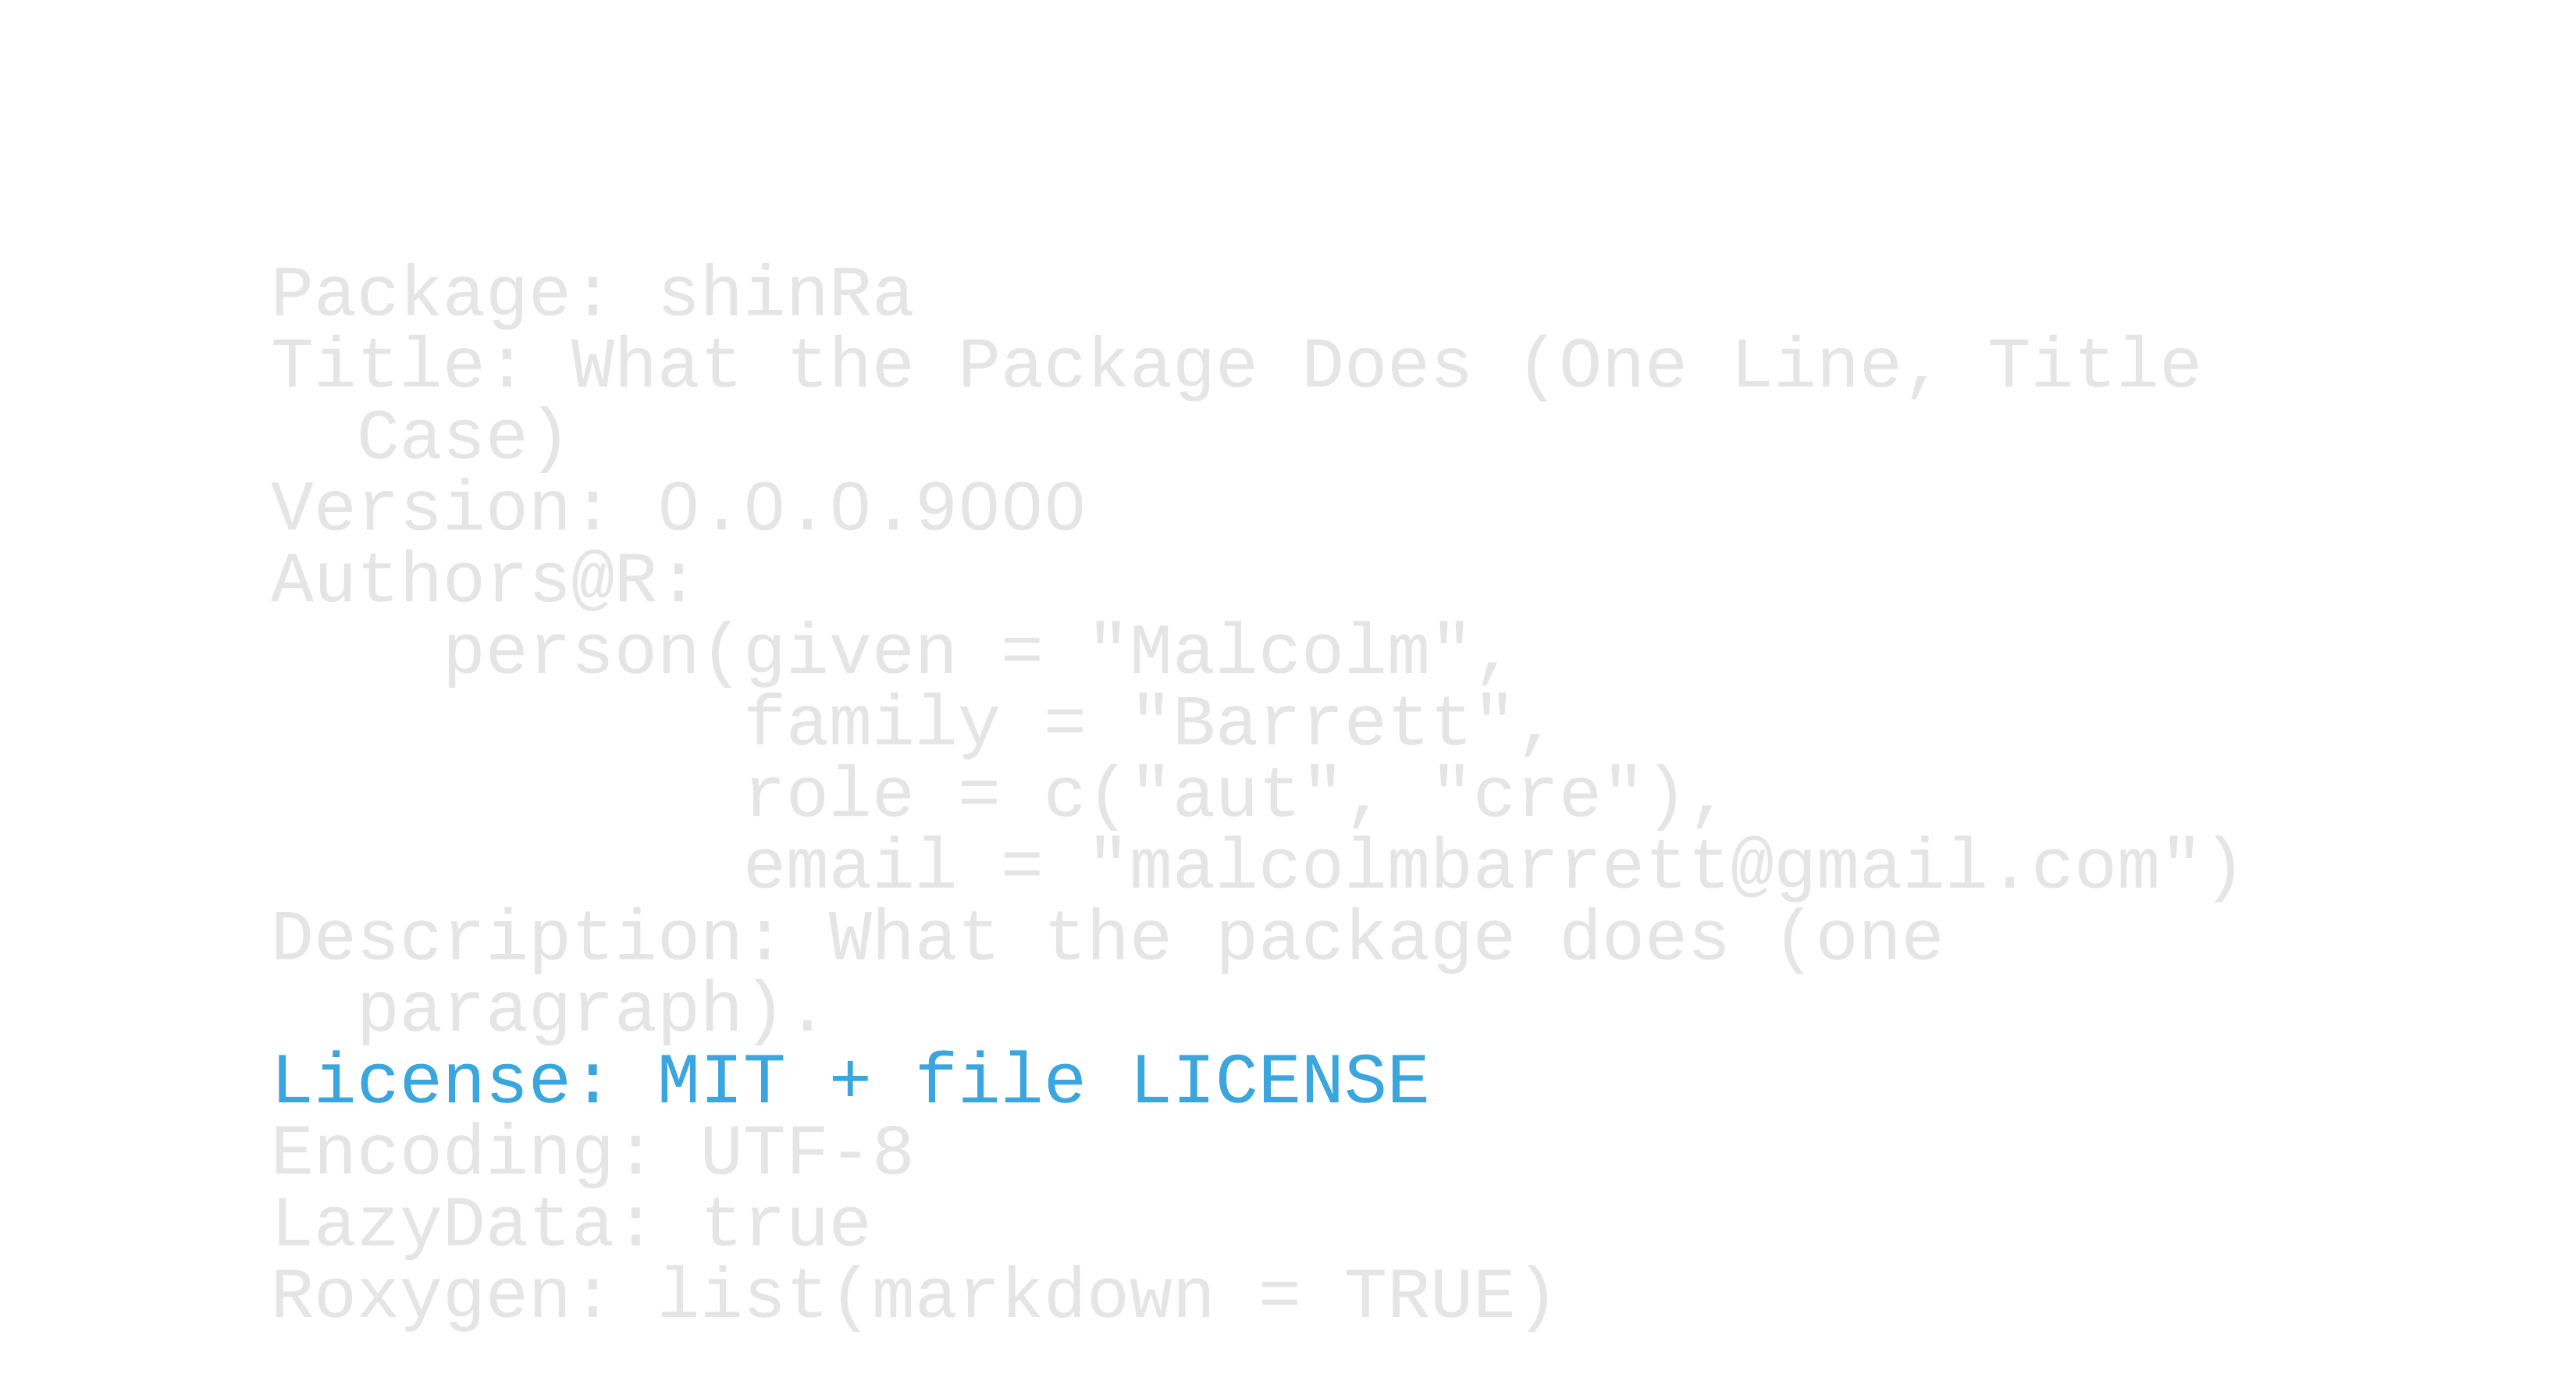 Package: shinRa
Title: What the Package Does (One Line, Title
  Case)
Version: 0.0.0.9000
Authors@R:
    person(given = "Malcolm",
           family = "Barrett",
           role = c("aut", "cre"),
           email = "malcolmbarrett@gmail.com")
Description: What the package does (one
  paragraph).
License: MIT + file LICENSE
Encoding: UTF-8
LazyData: true
Roxygen: list(markdown = TRUE)